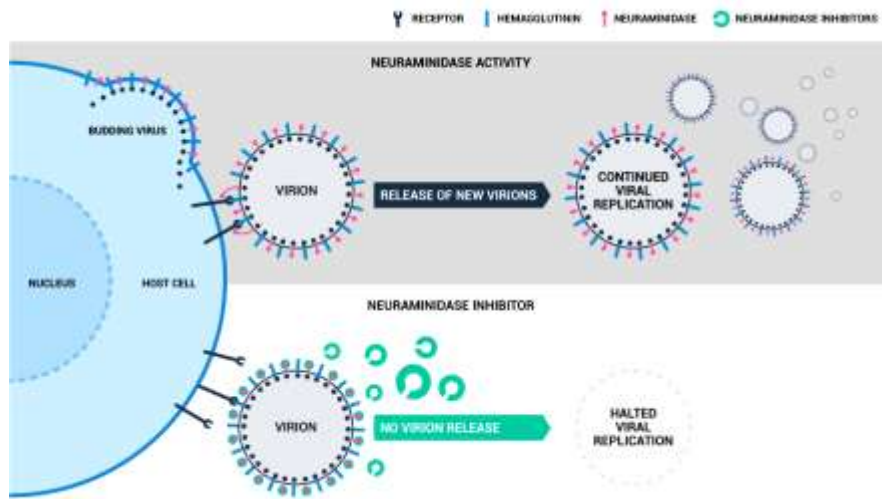 RECEPTOR HEMAGGLUTININ NEURAMINIDASE NEURAMINIDASE INHIBITORS
NEURAMINIDASE ACTIVITY
BUDDING VIRUS
VIRION
RELEASE OF NEW VIRIONS
CONTINUED
VIRAL
REPLICATION
NUCLEUS
HOST CELL
NEURAMINIDASE INHIBITOR
VIRION
NO VIRION RELEASE
HALTED
VIRAL
REPLICATION